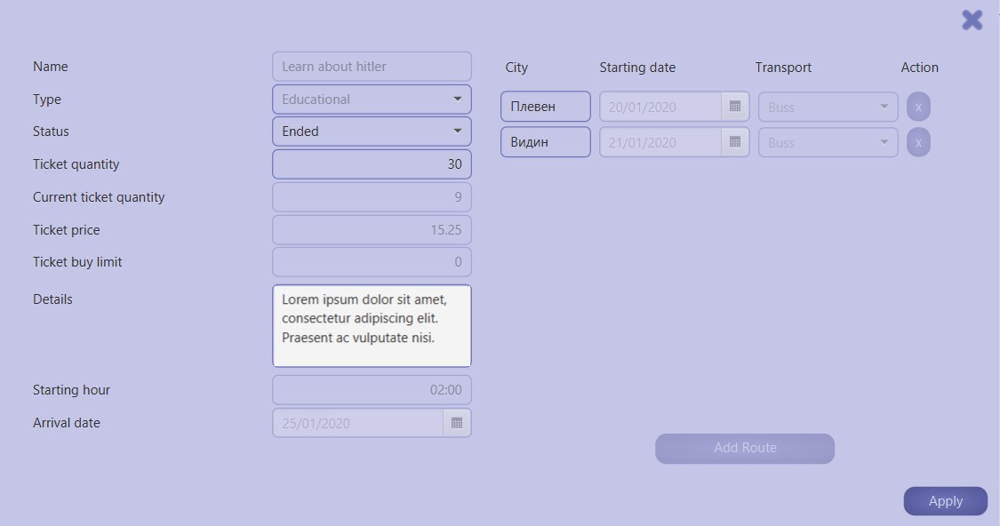 Name Learn about hitler
Type Educational
Status Ended
Ticket quantity 30
Current ticket quantity 9
Ticket price 15.25
Ticket buy limit 0
Details Lorem ipsum dolor sit amet,
consectetur adipiscing elit.
Praesent ac vulputate nisi.
Starting hour 02:00
Arrival date 25/01/2020
City Starting date Transport Action
Плевен 20/01/2020 Buss x
Видин 21/01/2020 Buss x
Add Route
Apply